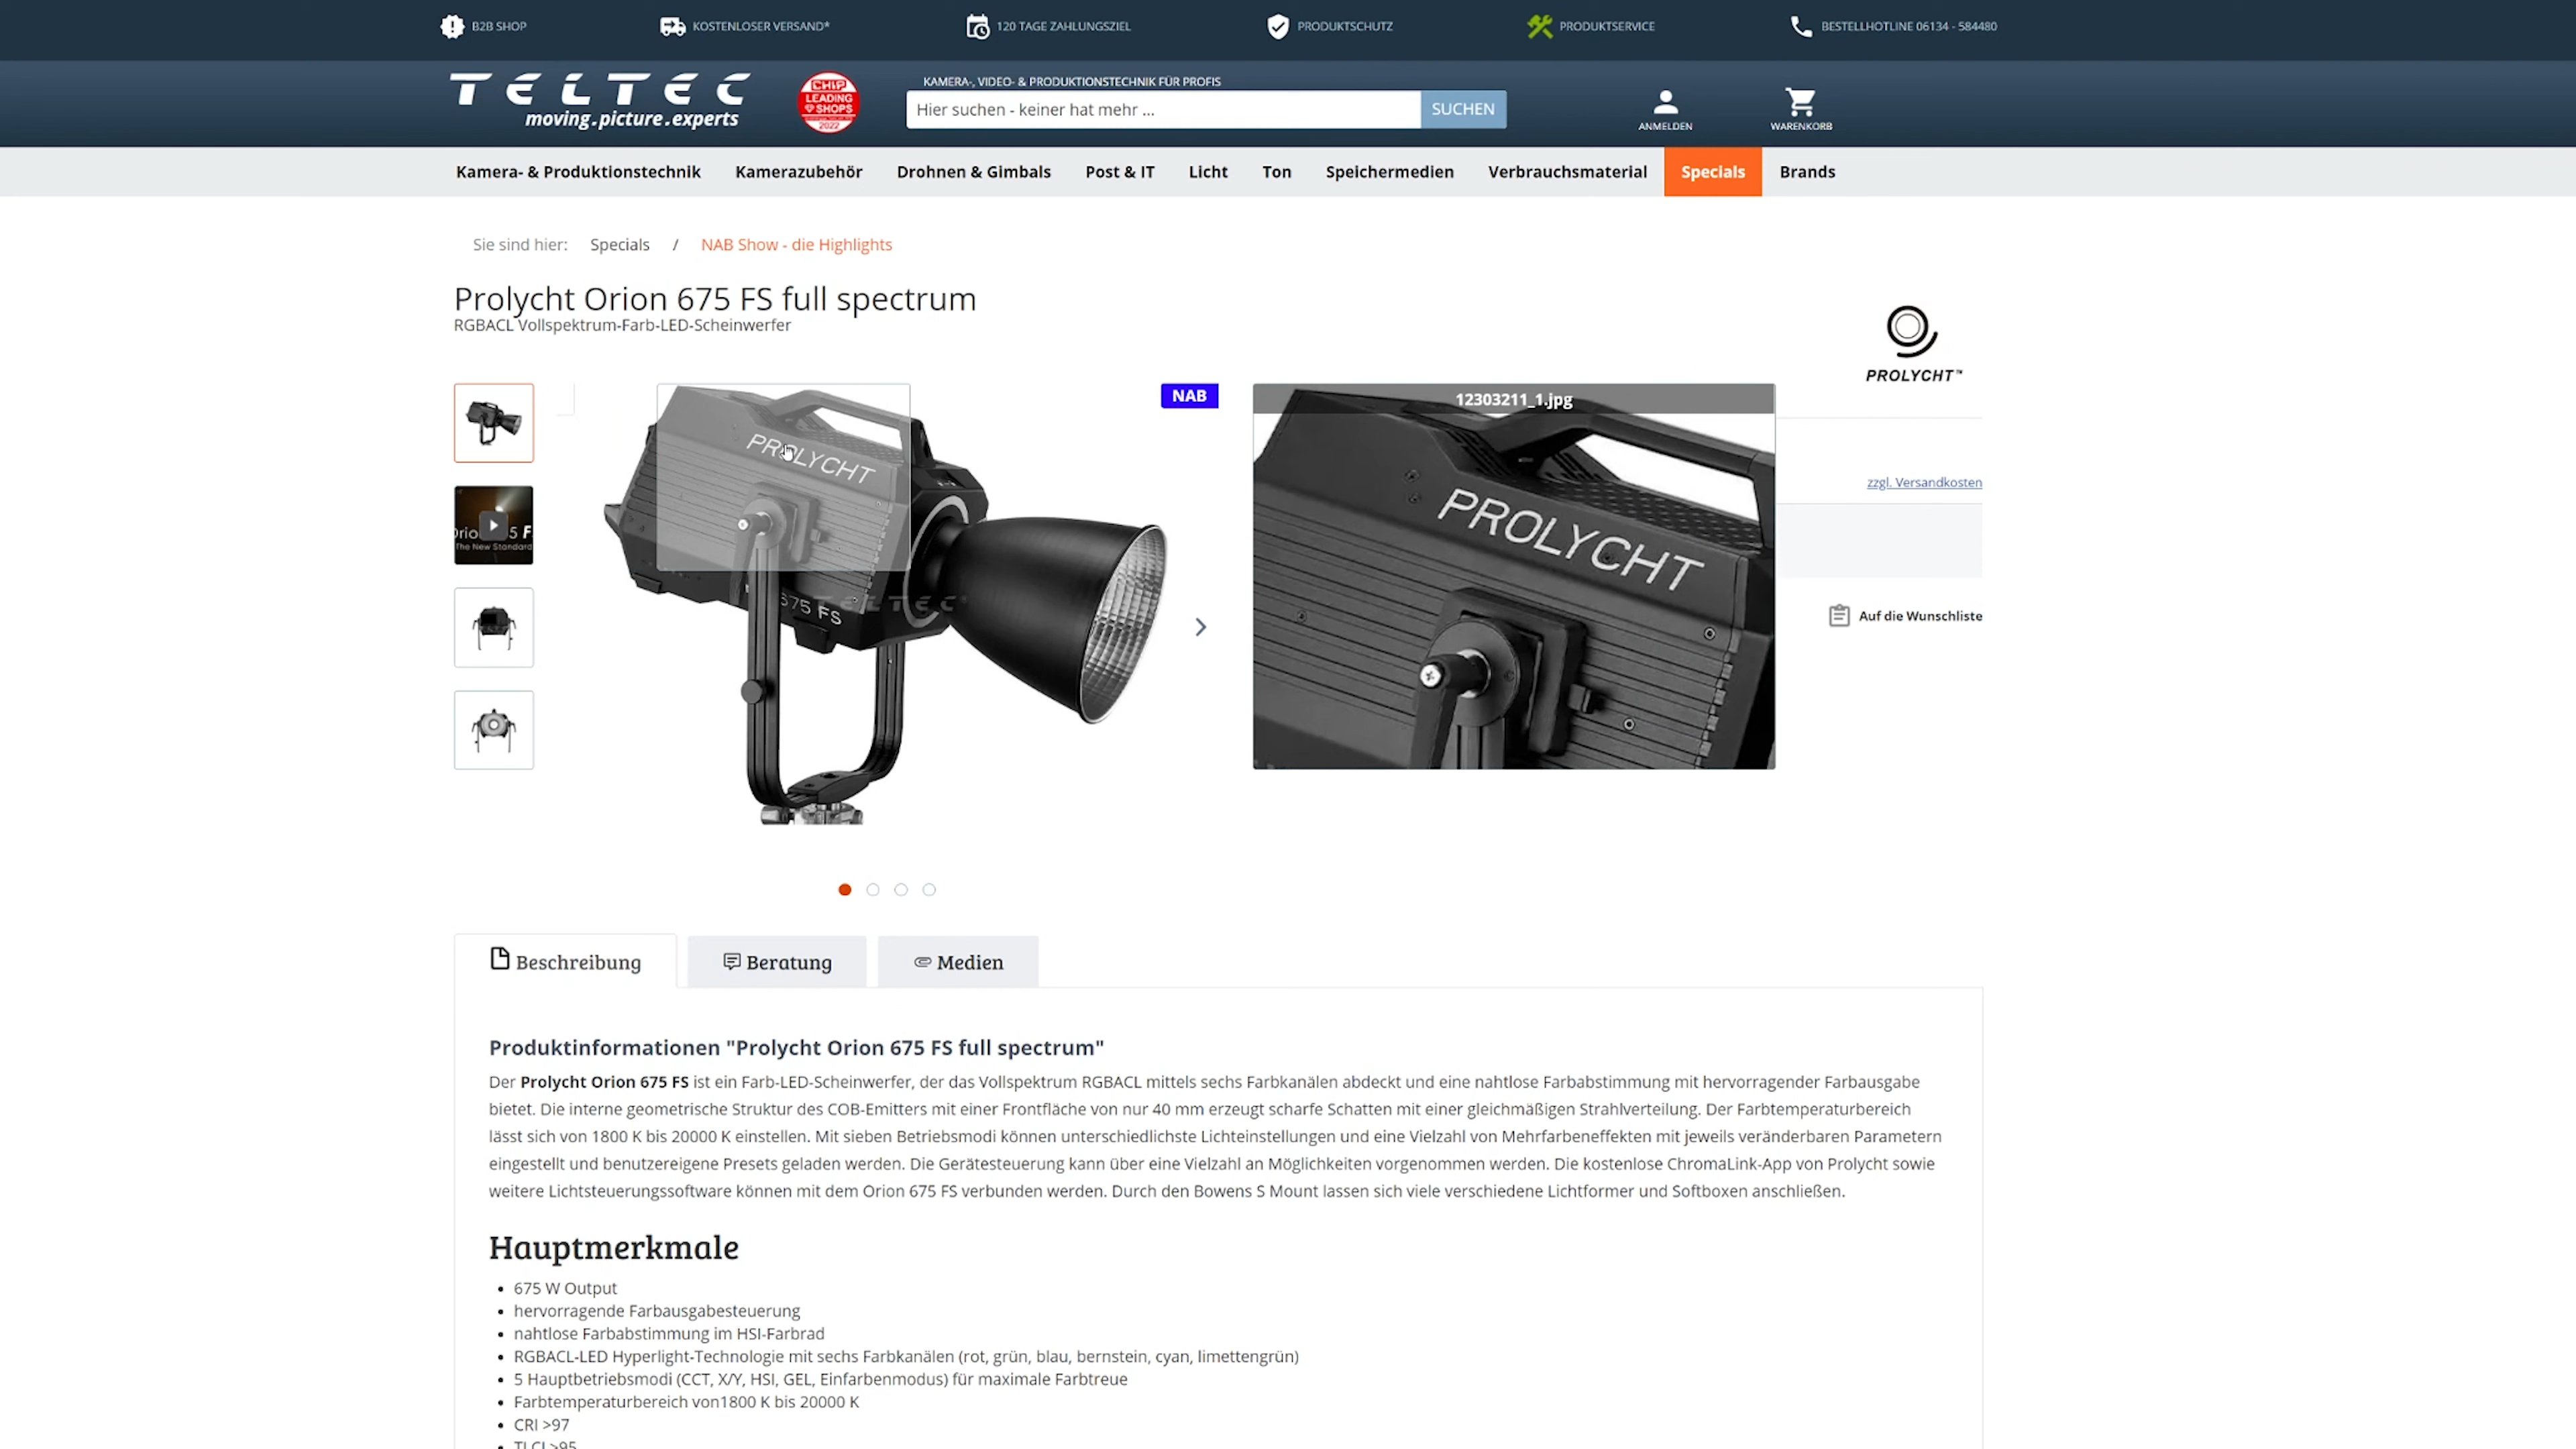 B2B SHOP
KOSTENLOSER VERSAND*
120 TAGE ZAHLUNGSZIEL
PRODUKTSCHUTZ
PRODUKTSERVICE
BESTELLHOTLINE 06134 - 584480
TELTEC
moving.picture.experts
CHIP
LEADING
SHOPS
2022
KAMERA-, VIDEO- & PRODUKTIONSTECHNIK FÜR PROFIS
Hier suchen - keiner hat mehr ...
SUCHEN
ANMELDEN
WARENKORB
Kamera- & Produktionstechnik
Kamerazubehör
Drohnen & Gimbals
Post & IT
Licht
Ton
Speichermedien
Verbrauchsmaterial
Specials
Brands
Sie sind hier: Specials / NAB Show - die Highlights
Prolycht Orion 675 FS full spectrum
RGBACL Vollspektrum-Farb-LED-Scheinwerfer
PROLYCHT™
NAB
12303211_1.jpg
PROLYCHT
PROLYCHT
675 FS
TELTEC
The New Standard
zzgl. Versandkosten
Auf die Wunschliste
Beschreibung
Beratung
Medien
Produktinformationen "Prolycht Orion 675 FS full spectrum"
Der Prolycht Orion 675 FS ist ein Farb-LED-Scheinwerfer, der das Vollspektrum RGBACL mittels sechs Farbkanälen abdeckt und eine nahtlose Farbabstimmung mit hervorragender Farbausgabe
bietet. Die interne geometrische Struktur des COB-Emitters mit einer Frontfläche von nur 40 mm erzeugt scharfe Schatten mit einer gleichmäßigen Strahlverteilung. Der Farbtemperaturbereich
lässt sich von 1800 K bis 20000 K einstellen. Mit sieben Betriebsmodi können unterschiedlichste Lichteinstellungen und eine Vielzahl von Mehrfarbeneffekten mit jeweils veränderbaren Parametern
eingestellt und benutzereigene Presets geladen werden. Die Gerätesteuerung kann über eine Vielzahl an Möglichkeiten vorgenommen werden. Die kostenlose ChromaLink-App von Prolycht sowie
weitere Lichtsteuerungssoftware können mit dem Orion 675 FS verbunden werden. Durch den Bowens S Mount lassen sich viele verschiedene Lichtformer und Softboxen anschließen.
Hauptmerkmale
• 675 W Output
• hervorragende Farbausgabesteuerung
• nahtlose Farbabstimmung im HSI-Farbrad
• RGBACL-LED Hyperlight-Technologie mit sechs Farbkanälen (rot, grün, blau, bernstein, cyan, limettengrün)
• 5 Hauptbetriebsmodi (CCT, X/Y, HSI, GEL, Einfarbenmodus) für maximale Farbtreue
• Farbtemperaturbereich von1800 K bis 20000 K
• CRI >97
• TLCI >95